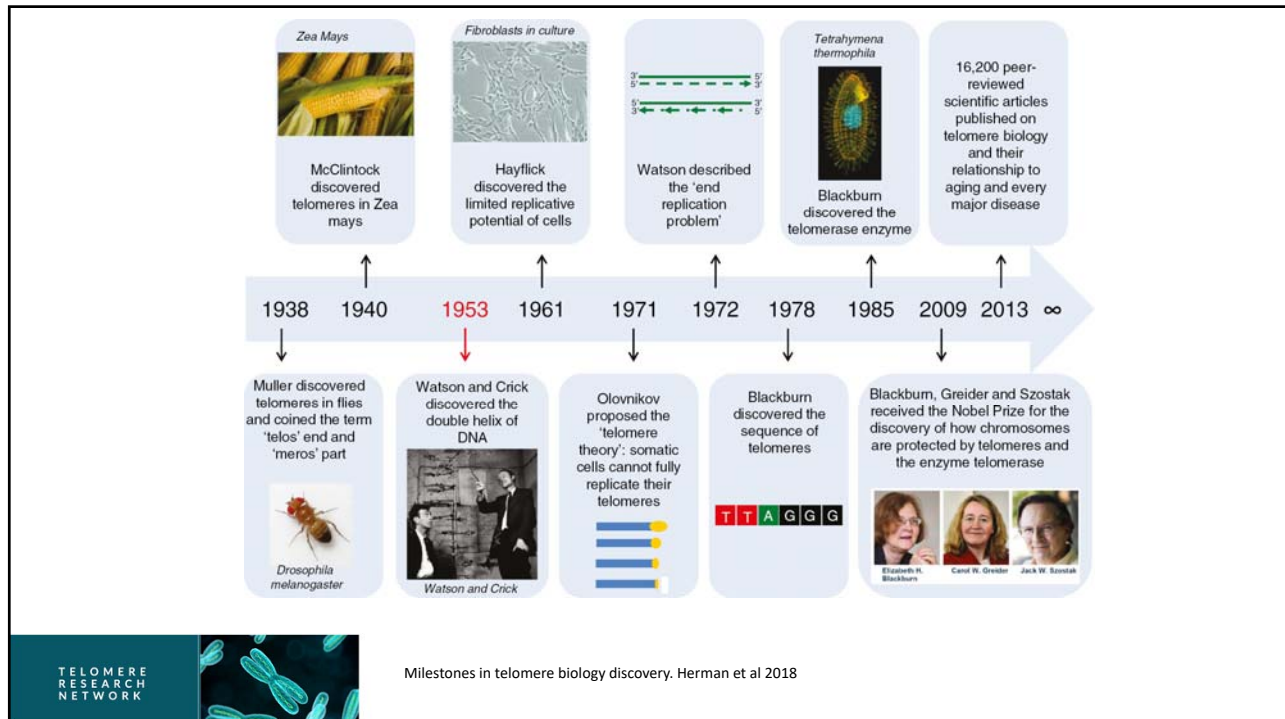 Zea Mays
McClintock
discovered
telomeres in Zea
mays
Fibroblasts in culture
Hayflick
discovered the
limited replicative
potential of cells
3' 5'
5' 3'
5' 3'
3' 5'
Watson described
the 'end
replication
problem'
Tetrahymena
thermophila
Blackburn
discovered the
telomerase enzyme
16,200 peer-
reviewed
scientific articles
published on
telomere biology
and their
relationship to
aging and every
major disease
1938 1940 1953 1961 1971 1972 1978 1985 2009 2013 ∞
Muller discovered
telomeres in flies
and coined the term
'telos' end and
'meros' part
Drosophila
melanogaster
Watson and Crick
discovered the
double helix of
DNA
Watson and Crick
Olovnikov
proposed the
'telomere
theory': somatic
cells cannot fully
replicate their
telomeres
Blackburn
discovered the
sequence of
telomeres
T T A G G G
Blackburn, Greider and Szostak
received the Nobel Prize for the
discovery of how chromosomes
are protected by telomeres and
the enzyme telomerase
Elizabeth H.
Blackburn
Carol W. Greider
Jack W. Szostak
TELOMERE
RESEARCH
NETWORK
Milestones in telomere biology discovery. Herman et al 2018